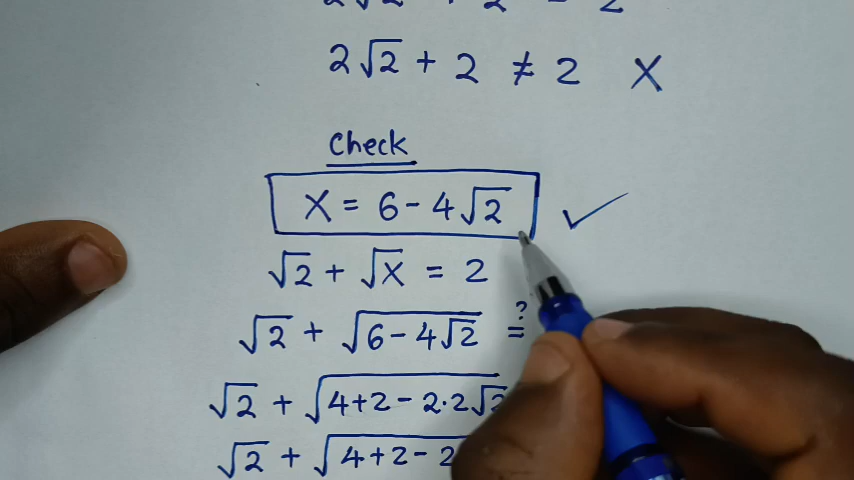 2√2 + 2 ≠ 2 X
Check
X = 6 - 4√2 ✓
√2 + √X = 2
√2 + √(6 - 4√2) ≟
√2 + √(4+2 - 2·2√2
√2 + √(4+2 - 2